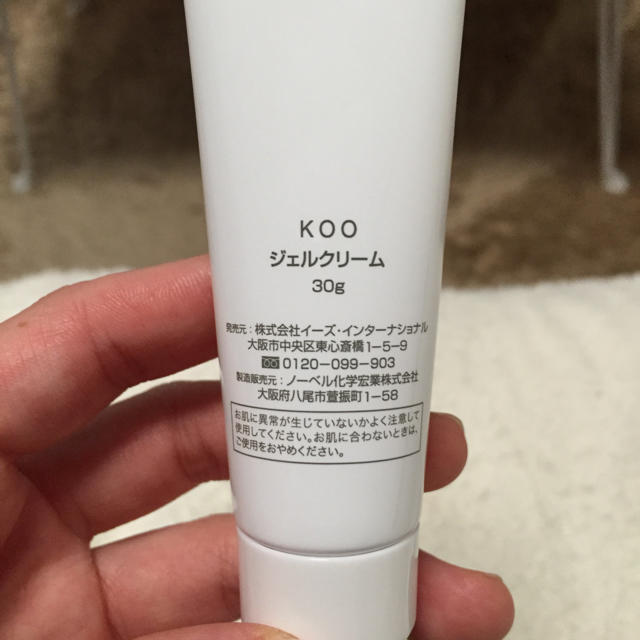 KOO
ジェルクリーム
30g
発売元：株式会社イーズ・インターナショナル
大阪市中央区東心斎橋1-5-9
0120-099-903
製造販売元：ノーベル化学宏業株式会社
大阪府八尾市萱振町1-58
お肌に異常が生じていないかよく注意して
使用してください。お肌に合わないときは、
ご使用をおやめください。